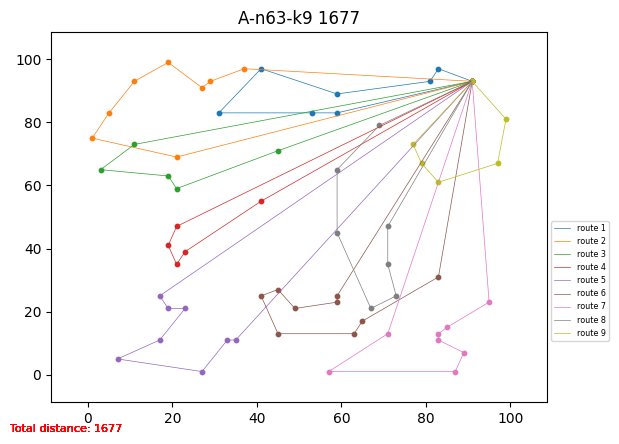 A-n63-k9 1677
100
80
60
40
20
0
0 20 40 60 80 100
route 1
route 2
route 3
route 4
route 5
route 6
route 7
route 8
route 9
Total distance: 1677